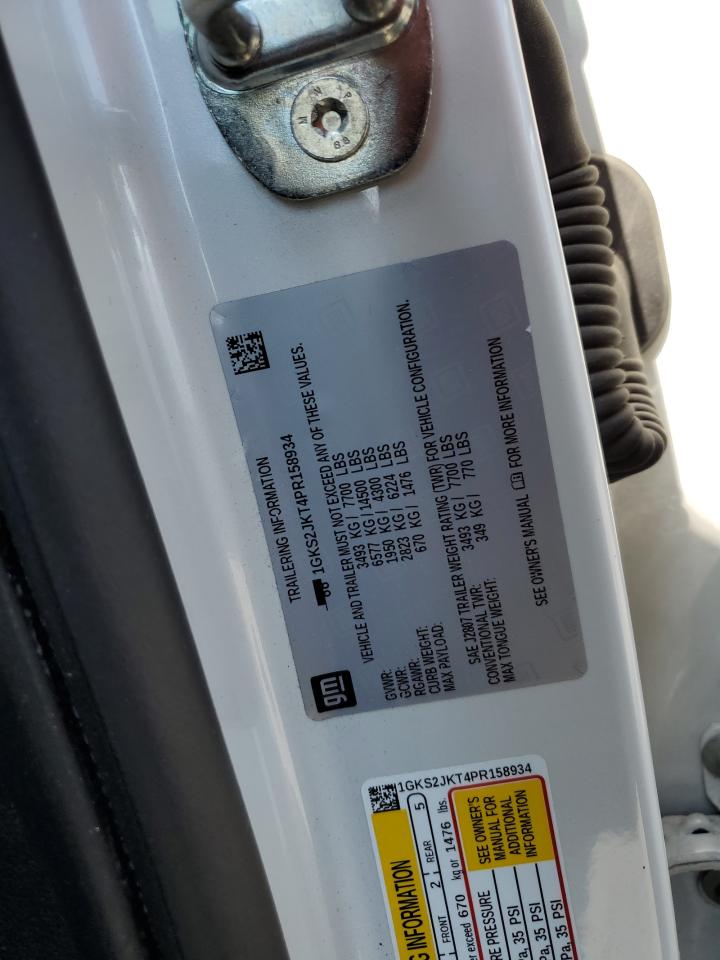 TRAILERING INFORMATION
1GKS2JKT4PR158934
VEHICLE AND TRAILER MUST NOT EXCEED ANY OF THESE VALUES.
GVWR: 3493 KG / 7700 LBS
GCWR: 6577 KG / 14500 LBS
RGAWR: 1950 KG / 4300 LBS
CURB WEIGHT: 2823 KG / 6224 LBS
MAX PAYLOAD: 670 KG / 1476 LBS
SAE J2807 TRAILER WEIGHT RATING (TWR) FOR VEHICLE CONFIGURATION.
CONVENTIONAL TWR: 3493 KG / 7700 LBS
MAX TONGUE WEIGHT: 349 KG / 770 LBS
SEE OWNER'S MANUAL FOR MORE INFORMATION
gm
1GKS2JKT4PR158934
INFORMATION
FRONT 2 REAR 5
exceed 670 kg or 1476 lbs.
PRESSURE
35 PSI
35 PSI
35 PSI
SEE OWNER'S
MANUAL FOR
ADDITIONAL
INFORMATION